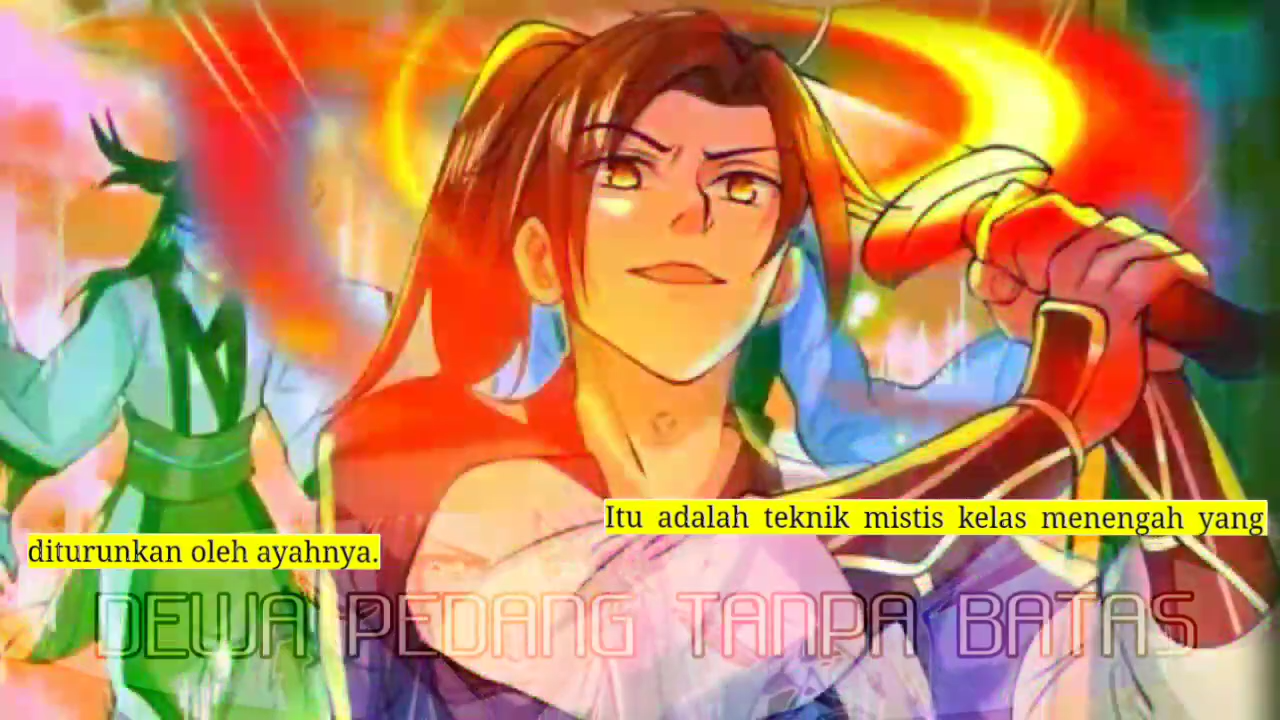 Itu adalah teknik mistis kelas menengah yang
diturunkan oleh ayahnya.
DEWA PEDANG TANPA BATAS